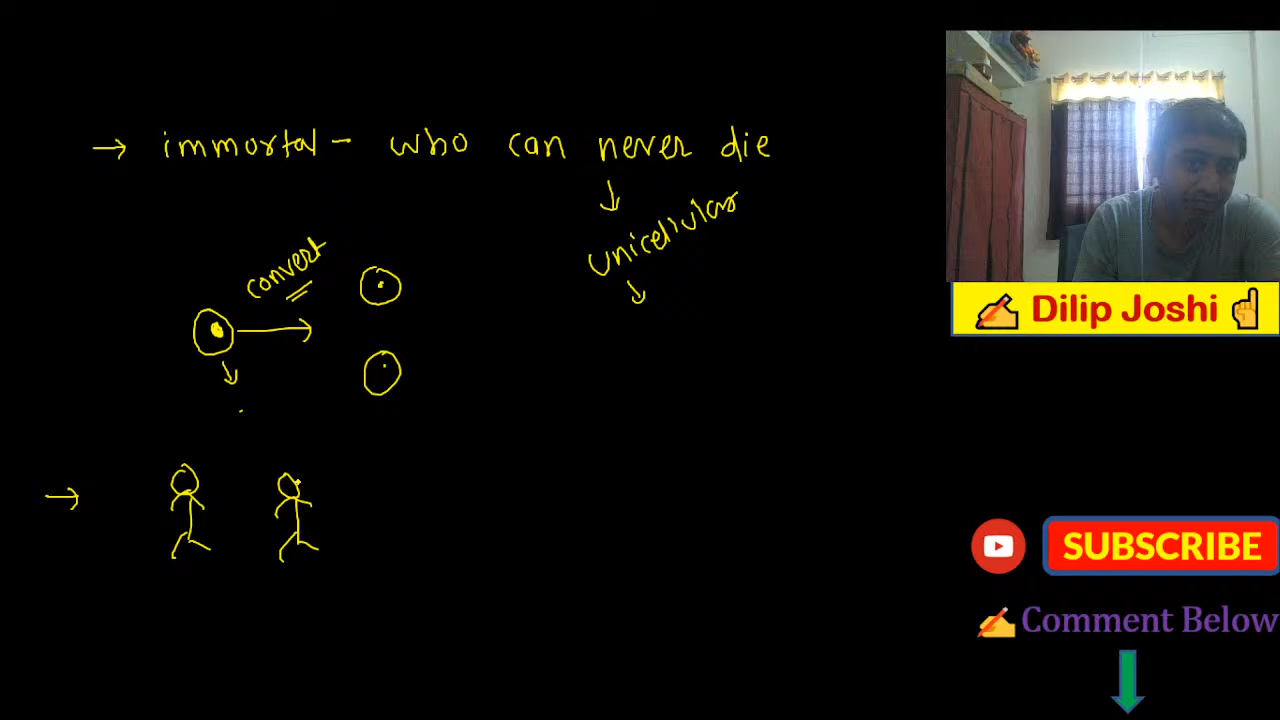 → immortal - who can never die
unicellular
convert
Dilip Joshi
SUBSCRIBE
Comment Below